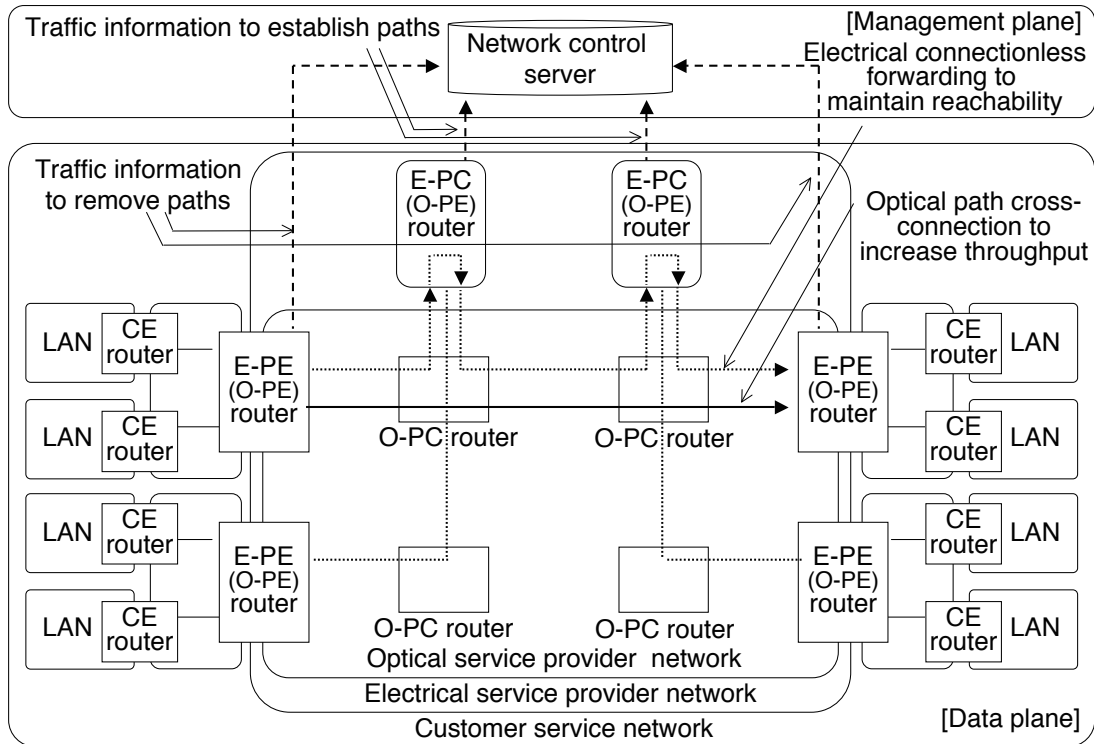 Traffic information to establish paths
Network control
server
[Management plane]
Electrical connectionless
forwarding to
maintain reachability
Traffic information
to remove paths
E-PC
(O-PE)
router
E-PC
(O-PE)
router
Optical path cross-
connection to
increase throughput
LAN
CE
router
LAN
CE
router
E-PE
(O-PE)
router
O-PC router
O-PC router
E-PE
(O-PE)
router
CE
router
LAN
CE
router
LAN
LAN
CE
router
LAN
CE
router
E-PE
(O-PE)
router
O-PC router
O-PC router
E-PE
(O-PE)
router
CE
router
LAN
CE
router
LAN
Optical service provider network
Electrical service provider network
Customer service network
[Data plane]